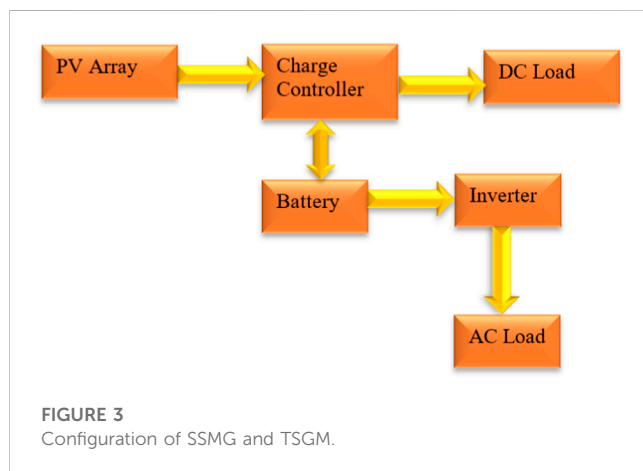 PV Array
Charge
Controller
DC Load
Battery
Inverter
AC Load
FIGURE 3
Configuration of SSMG and TSGM.